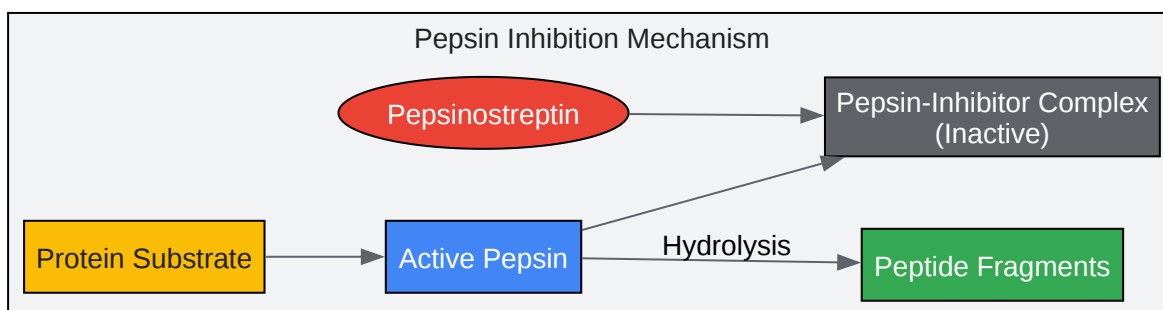 Pepsin Inhibition Mechanism
Pepsinostreptin
Pepsin-Inhibitor Complex
(Inactive)
Protein Substrate
Active Pepsin
Hydrolysis
Peptide Fragments